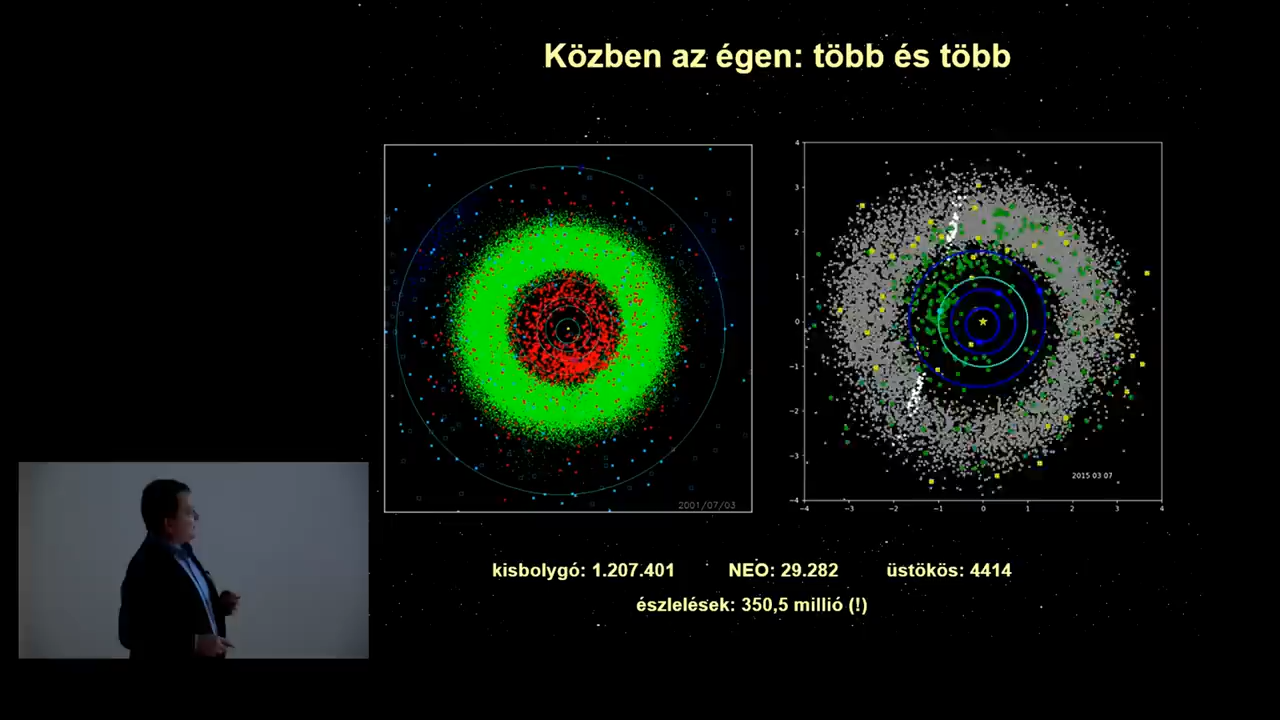 Közben az égen: több és több
2001/07/03
4
3
2
1
0
−1
−2
−3
−4
−4 −3 −2 −1 0 1 2 3 4
2015 03 07
kisbolygó: 1.207.401 NEO: 29.282 üstökös: 4414
észlelések: 350,5 millió (!)